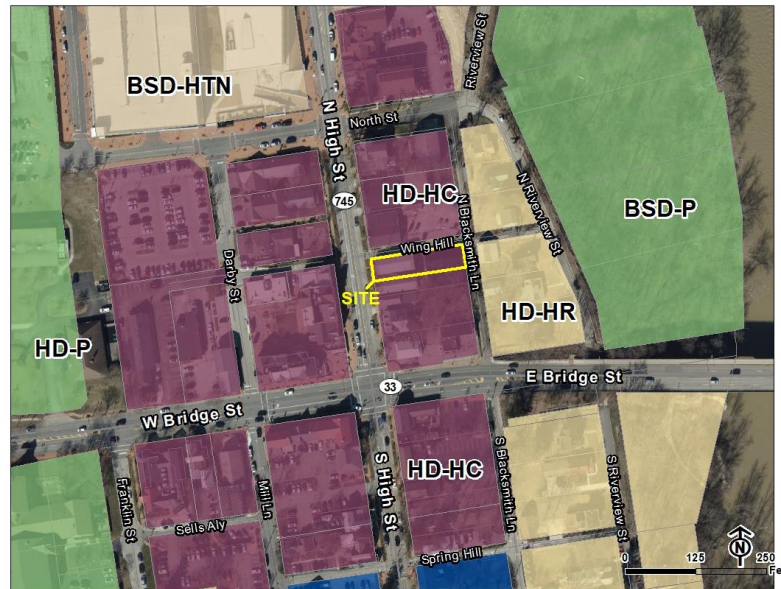 BSD-HTN
Riverview St
North St
N High St
745
HD-HC
N Blacksmith Ln
N Riverview St
BSD-P
Wing Hill
Darby St
SITE
HD-HR
HD-P
33
E Bridge St
W Bridge St
HD-HC
S High St
S Blacksmith Ln
S Riverview St
Franklin St
Mill Ln
Sells Aly
Spring Hill
N
0 125 250
Fe